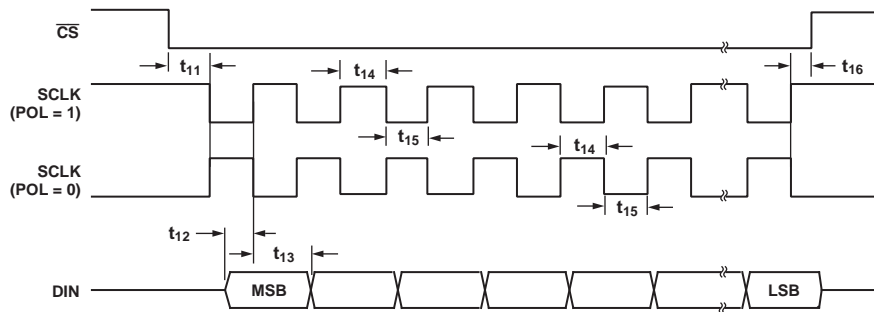 CS
t11
t14
t16
SCLK
(POL = 1)
t15
t14
SCLK
(POL = 0)
t15
t12
t13
DIN
MSB
LSB